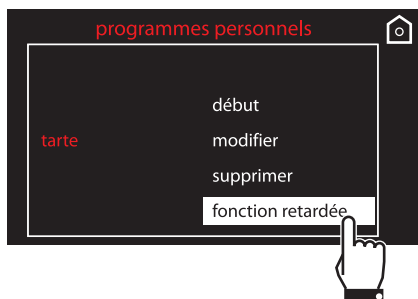 programmes personnels
début
tarte modifier
supprimer
fonction retardée